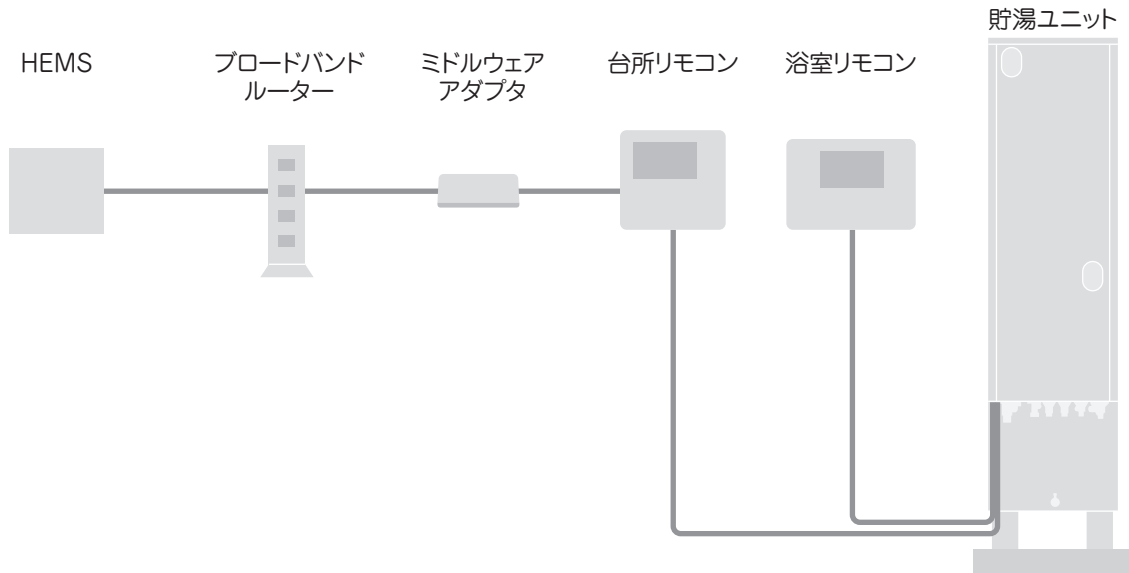 貯湯ユニット
HEMS
ブロードバンド
ルーター
ミドルウェア
アダプタ
台所リモコン
浴室リモコン